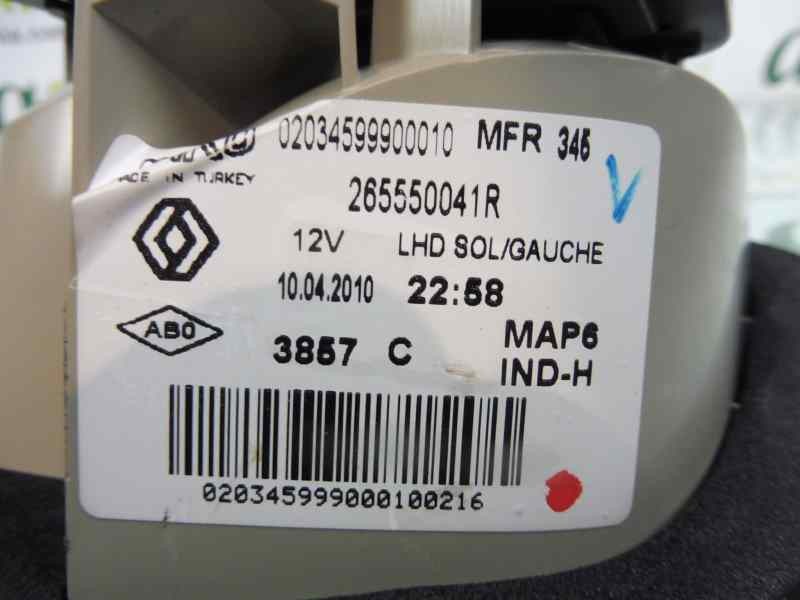 02034599900010 MFR 345
MADE IN TURKEY
265550041R
12V LHD SOL/GAUCHE
10.04.2010 22:58
ABO
3857 C MAP6
IND-H
020345999000100216